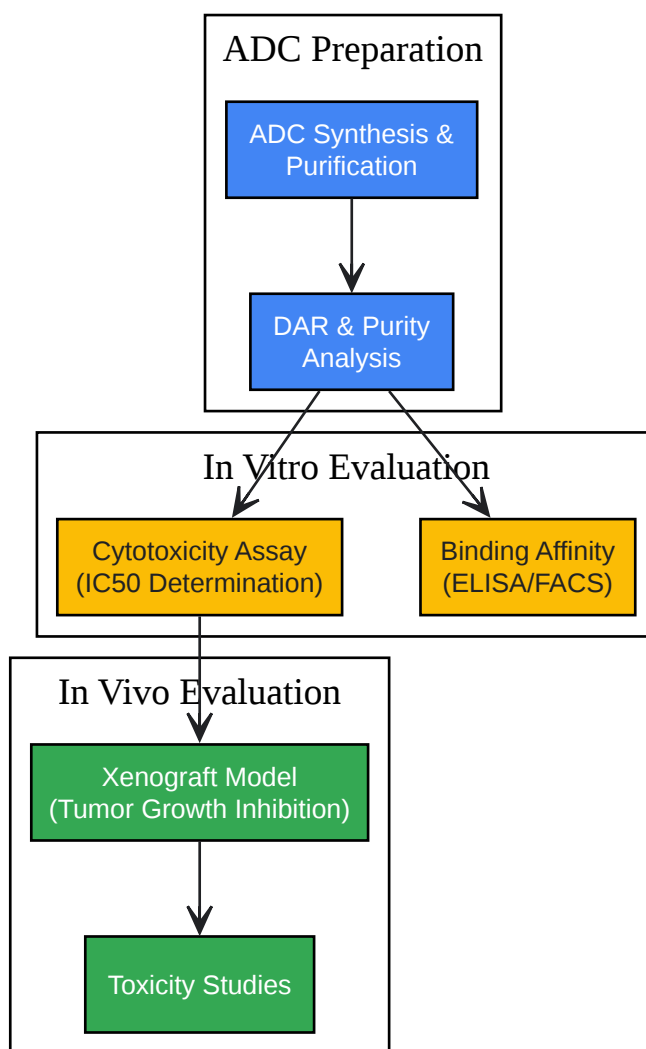 ADC Preparation
ADC Synthesis &
Purification
DAR & Purity
Analysis
In Vitro Evaluation
Cytotoxicity Assay
(IC50 Determination)
Binding Affinity
(ELISA/FACS)
In Vivo Evaluation
Xenograft Model
(Tumor Growth Inhibition)
Toxicity Studies